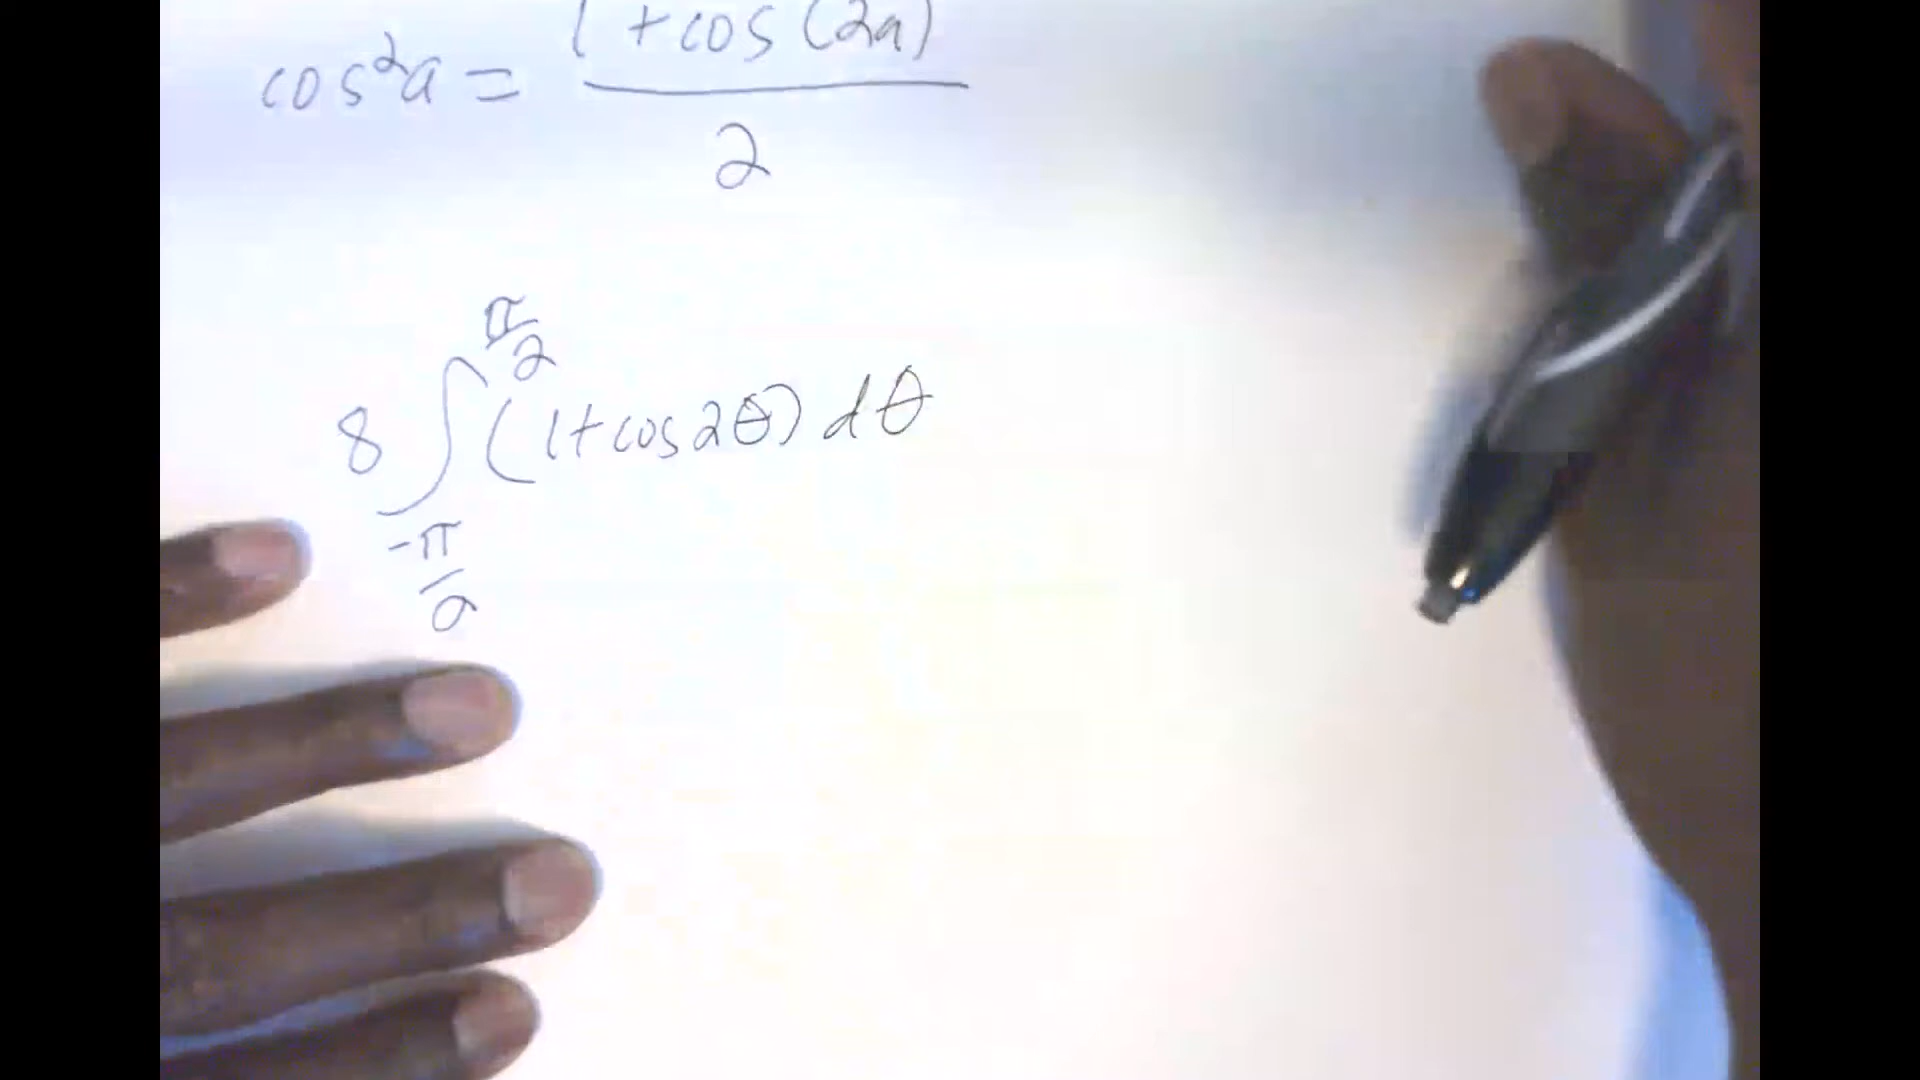 cos²a = (1 + cos(2a))/2
8 ∫_{-π/2}^{π/2} (1+cos2θ) dθ